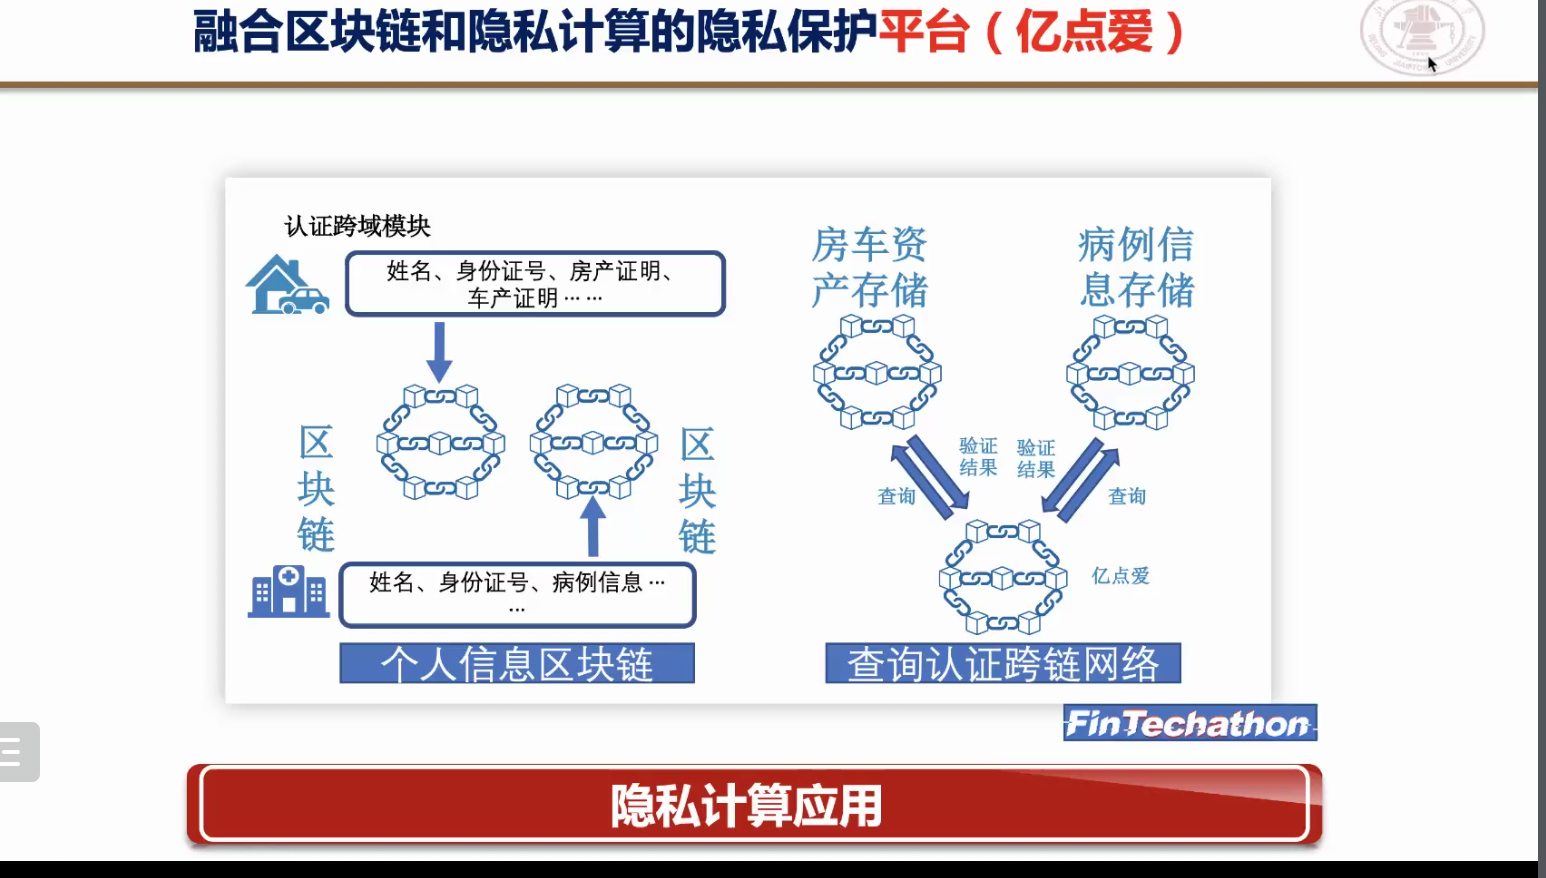 融合区块链和隐私计算的隐私保护平台（亿点爱）
认证跨域模块
姓名、身份证号、房产证明、
车产证明… …
区块链
区块链
姓名、身份证号、病例信息…
…
个人信息区块链
房车资
产存储
病例信
息存储
验证
结果
验证
结果
查询
查询
亿点爱
查询认证跨链网络
FinTechathon
隐私计算应用